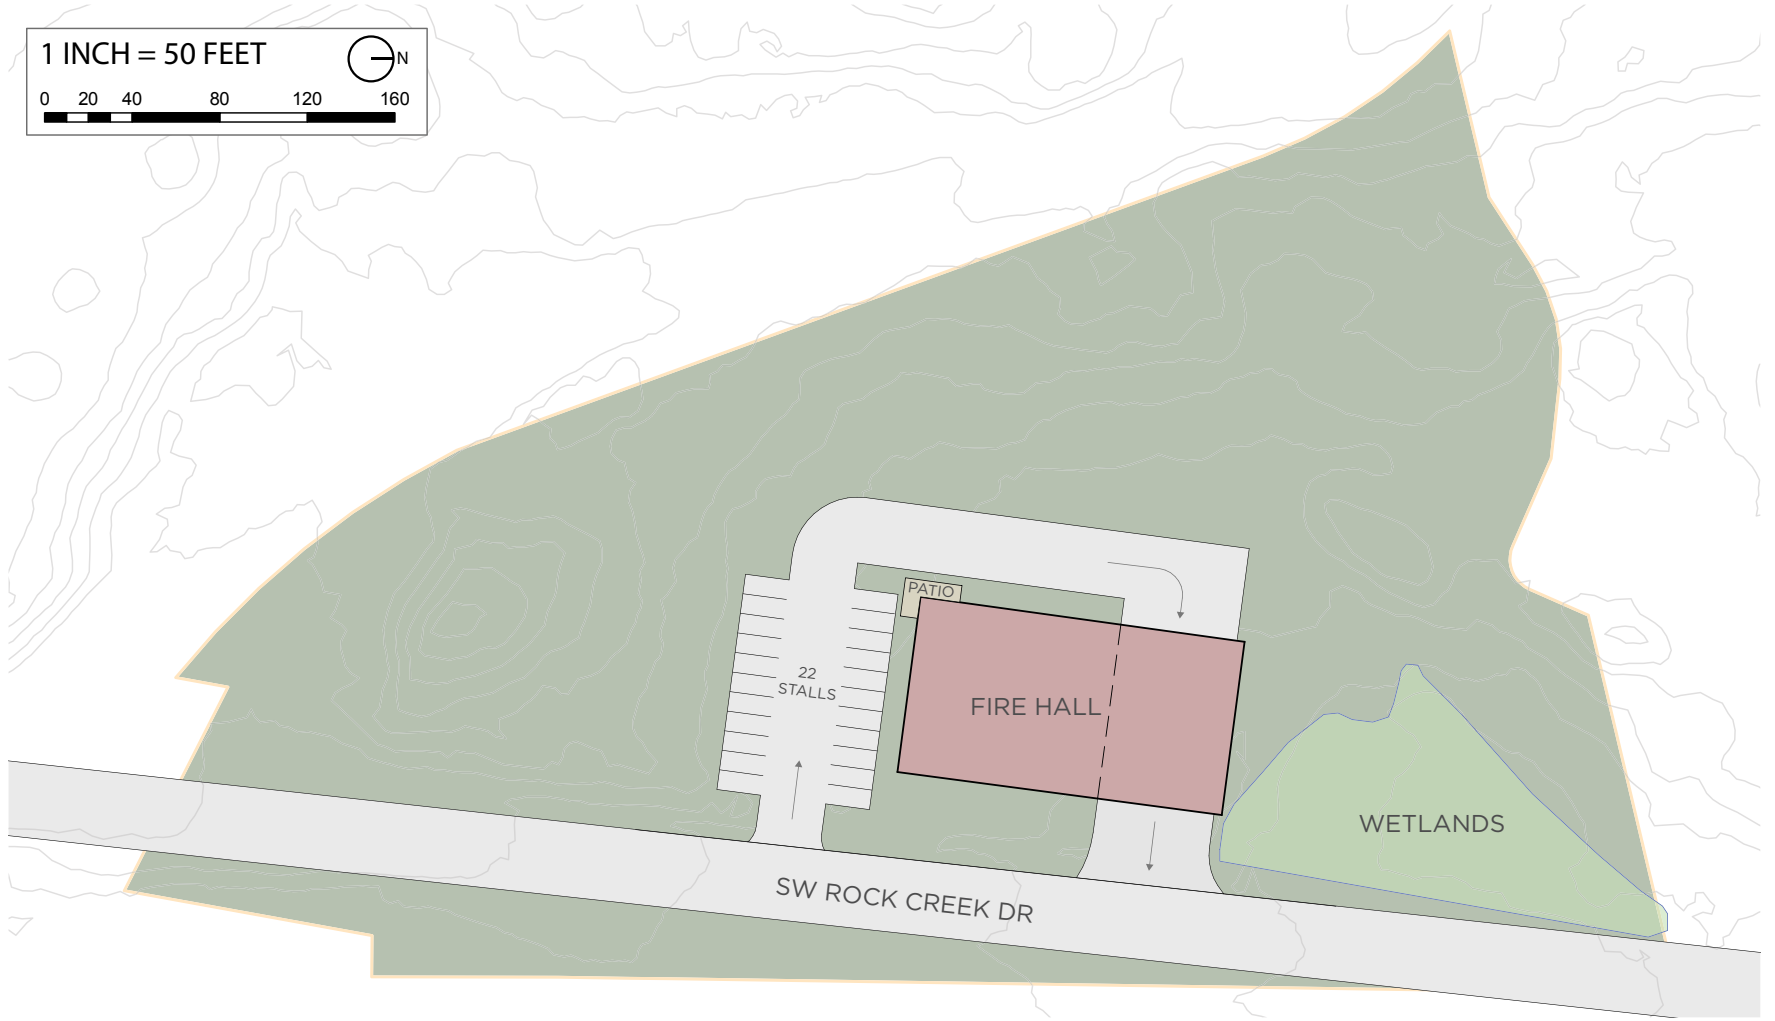 1 INCH = 50 FEET
N
0 20 40 80 120 160
PATIO
22
STALLS
FIRE HALL
WETLANDS
SW ROCK CREEK DR